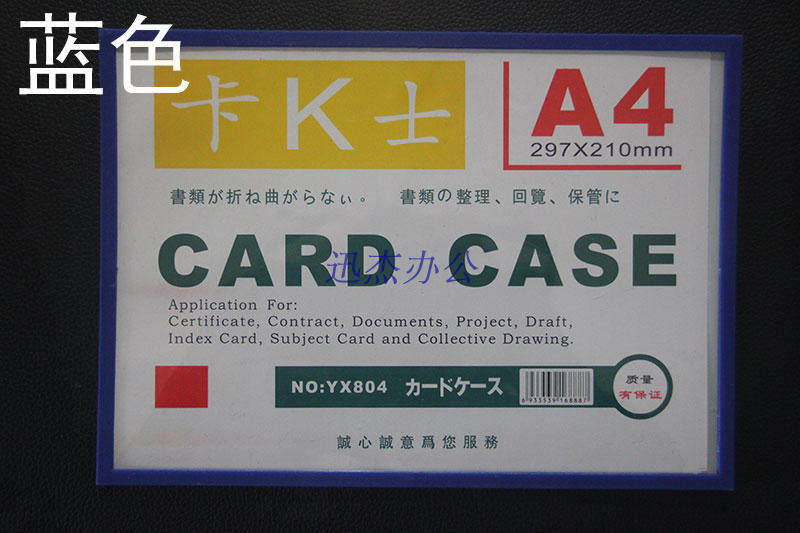 蓝色
卡K士
A4
297X210mm
書類が折ね曲がらなぃ。 書類の整理、回覧、保管に
CARD CASE
迅杰办公
Application For:
Certificate, Contract, Documents, Project, Draft,
Index Card, Subject Card and Collective Drawing.
NO:YX804 カードケース
6933539168887
质量
有保证
誠心誠意爲您服務